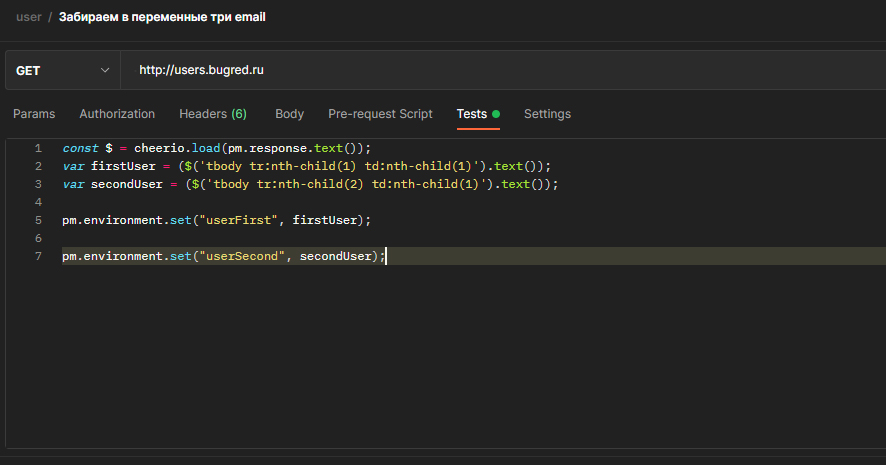 user / Забираем в переменные три email
GET http://users.bugred.ru
Params Authorization Headers (6) Body Pre-request Script Tests Settings
1 const $ = cheerio.load(pm.response.text());
2 var firstUser = ($('tbody tr:nth-child(1) td:nth-child(1)').text());
3 var secondUser = ($('tbody tr:nth-child(2) td:nth-child(1)').text());
4
5 pm.environment.set("userFirst", firstUser);
6
7 pm.environment.set("userSecond", secondUser);